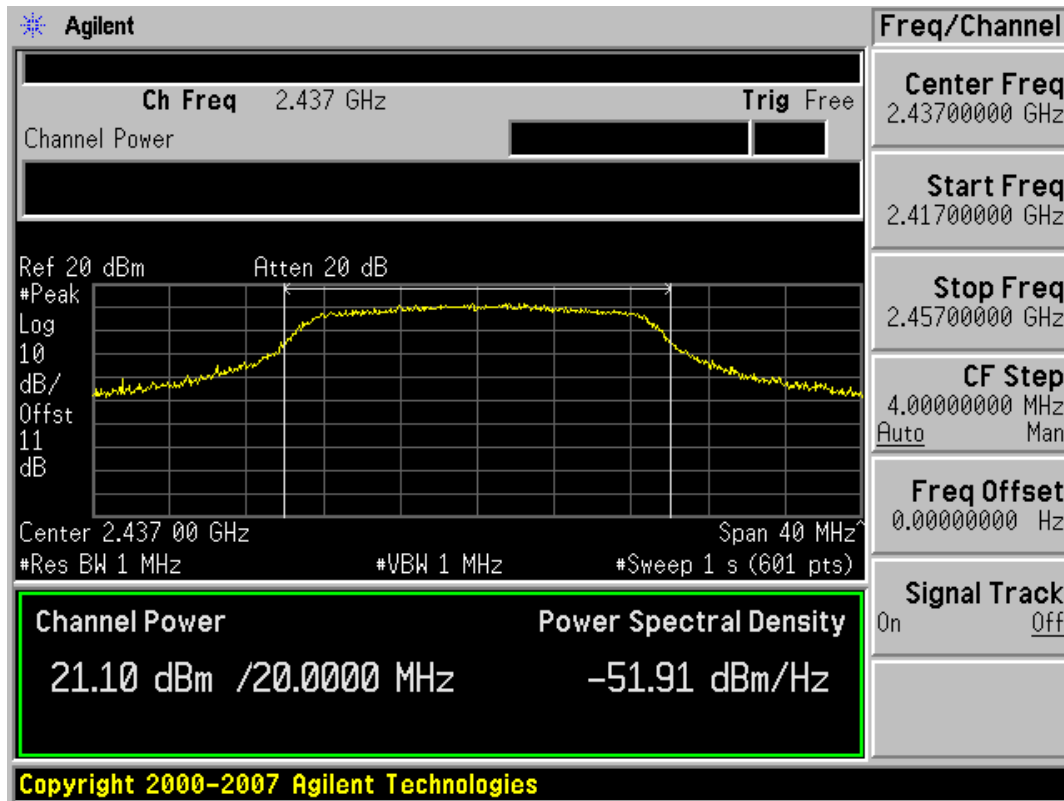 Agilent
Freq/Channel
Ch Freq 2.437 GHz Trig Free
Channel Power
Center Freq
2.43700000 GHz
Start Freq
2.41700000 GHz
Stop Freq
2.45700000 GHz
CF Step
4.00000000 MHz
Auto Man
Freq Offset
0.00000000 Hz
Signal Track
On Off
Ref 20 dBm Atten 20 dB
#Peak
Log
10
dB/
Offst
11
dB
Center 2.437 00 GHz Span 40 MHz^
#Res BW 1 MHz #VBW 1 MHz #Sweep 1 s (601 pts)
Channel Power Power Spectral Density
21.10 dBm /20.0000 MHz -51.91 dBm/Hz
Copyright 2000-2007 Agilent Technologies